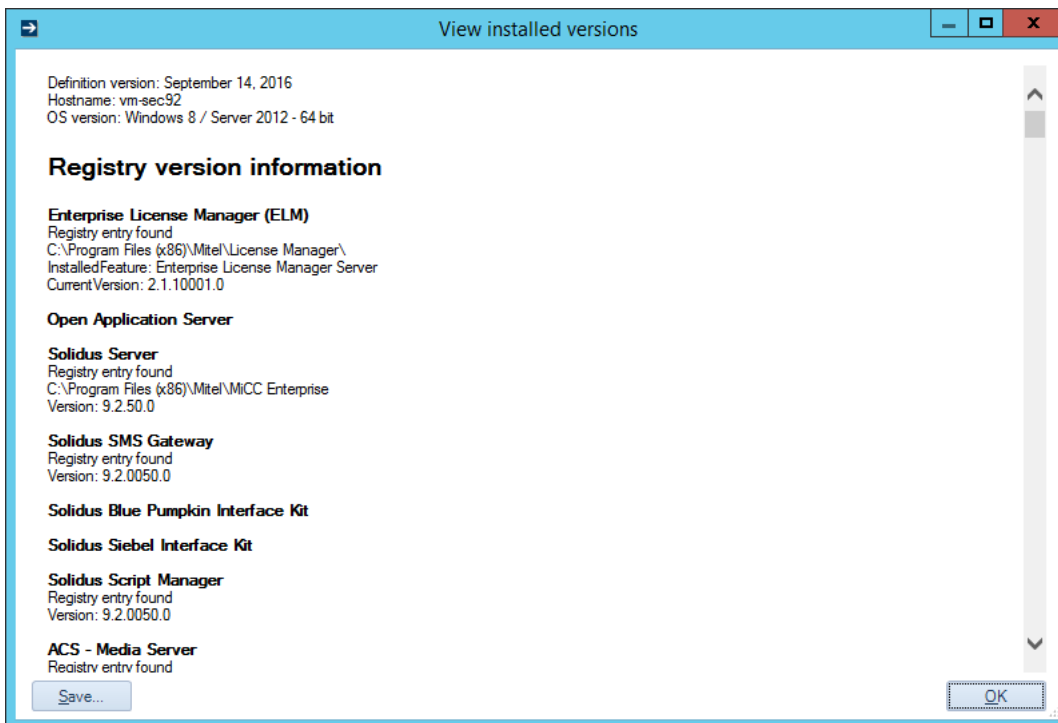 View installed versions
Definition version: September 14, 2016
Hostname: vm-sec92
OS version: Windows 8 / Server 2012 - 64 bit
Registry version information
Enterprise License Manager (ELM)
Registry entry found
C:\Program Files (x86)\Mitel\License Manager\
InstalledFeature: Enterprise License Manager Server
CurrentVersion: 2.1.10001.0
Open Application Server
Solidus Server
Registry entry found
C:\Program Files (x86)\Mitel\MiCC Enterprise
Version: 9.2.50.0
Solidus SMS Gateway
Registry entry found
Version: 9.2.0050.0
Solidus Blue Pumpkin Interface Kit
Solidus Siebel Interface Kit
Solidus Script Manager
Registry entry found
Version: 9.2.0050.0
ACS - Media Server
Registry entry found
Save...
OK